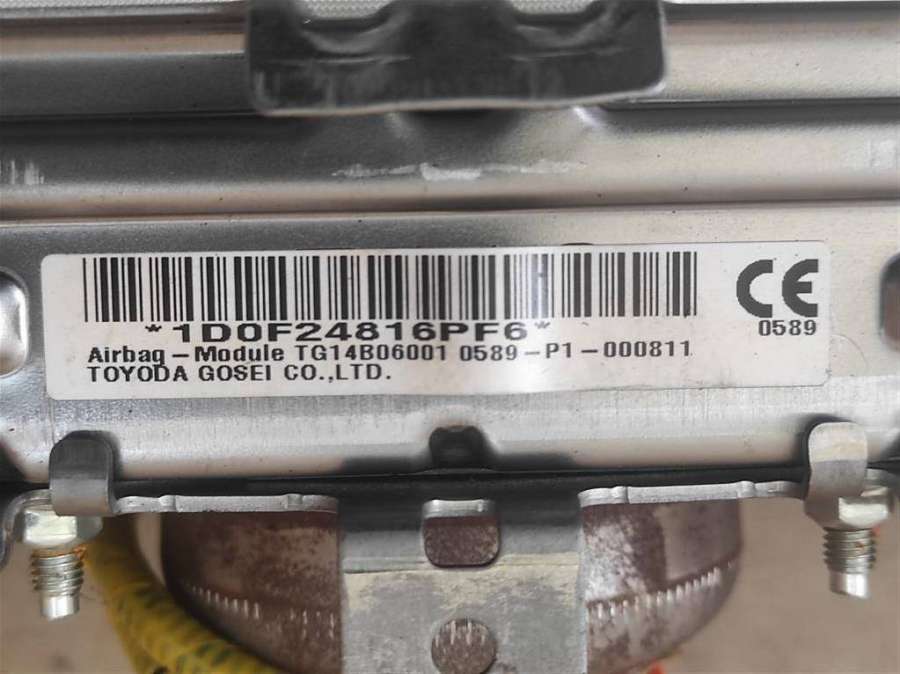 *1D0F24816PF6*
Airbag-Module TG14B06001 0589-P1-000811
TOYODA GOSEI CO.,LTD.
CE
0589